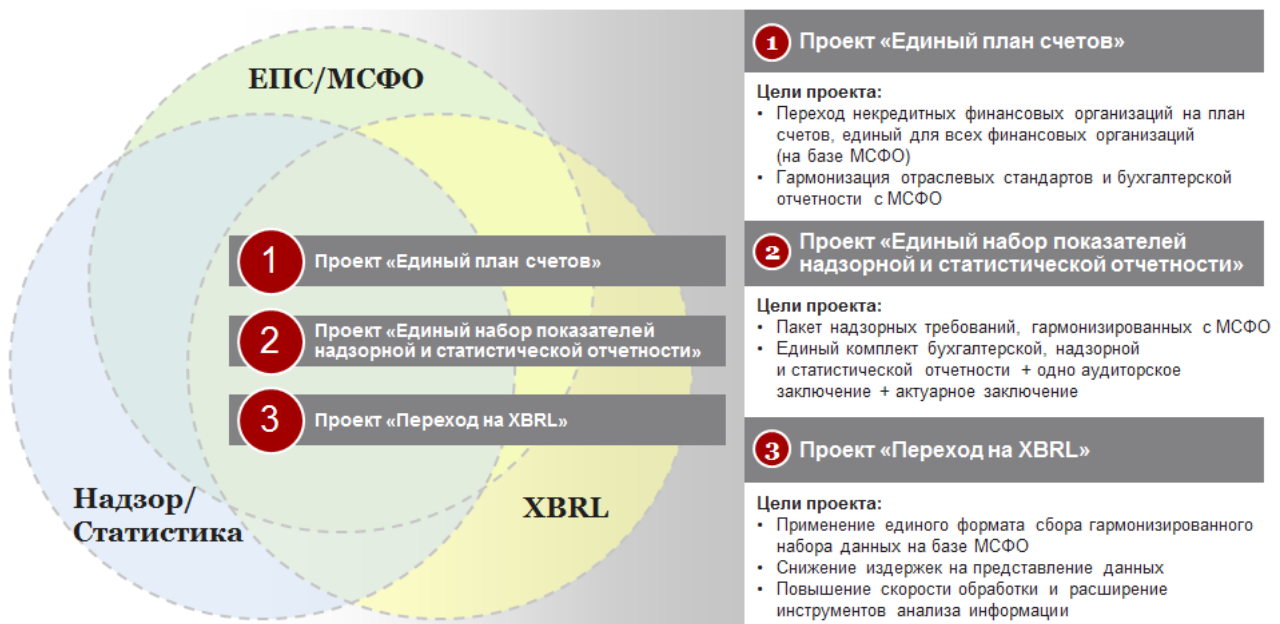 ЕПС/МСФО
1
Проект «Единый план счетов»
2
Проект «Единый набор показателей
надзорной и статистической отчетности»
3
Проект «Переход на XBRL»
Надзор/
Статистика
XBRL
1 Проект «Единый план счетов»
Цели проекта:
• Переход некредитных финансовых организаций на план
счетов, единый для всех финансовых организаций
(на базе МСФО)
• Гармонизация отраслевых стандартов и бухгалтерской
отчетности с МСФО
2 Проект «Единый набор показателей
надзорной и статистической отчетности»
Цели проекта:
• Пакет надзорных требований, гармонизированных с МСФО
• Единый комплект бухгалтерской, надзорной
и статистической отчетности + одно аудиторское
заключение + актуарное заключение
3 Проект «Переход на XBRL»
Цели проекта:
• Применение единого формата сбора гармонизированного
набора данных на базе МСФО
• Снижение издержек на представление данных
• Повышение скорости обработки и расширение
инструментов анализа информации